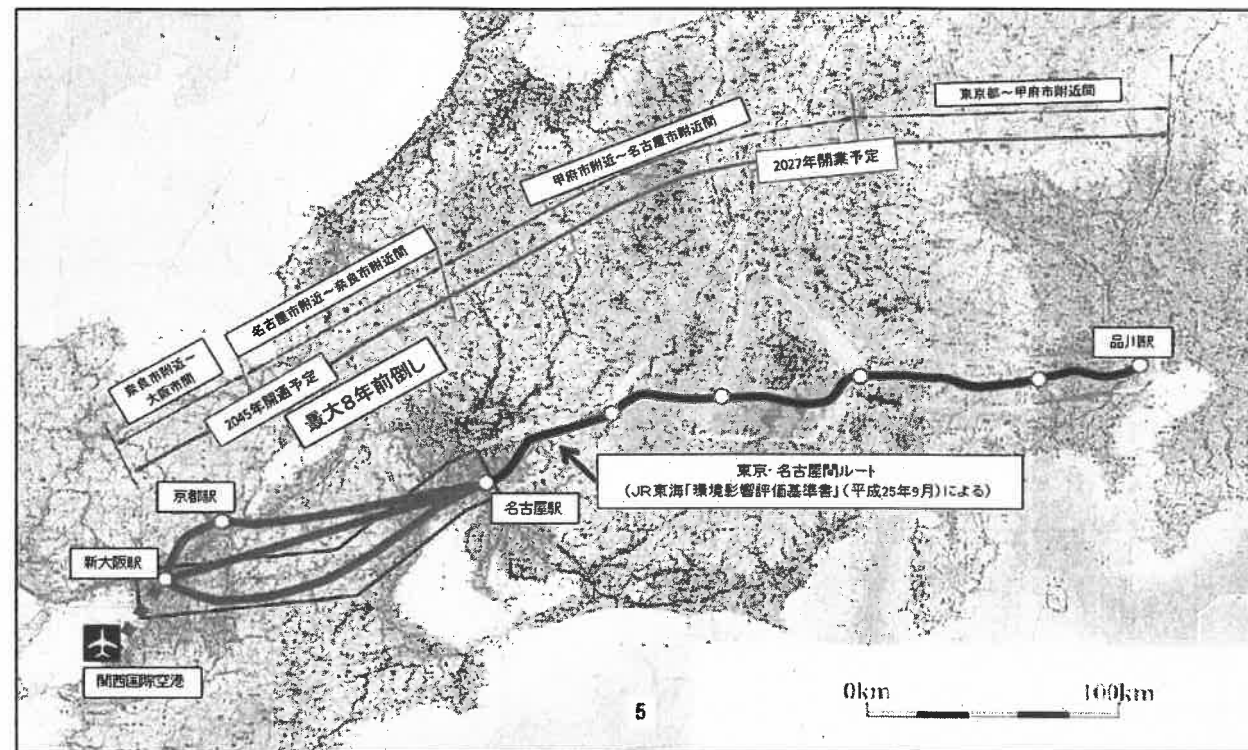 東京都～甲府市附近間
甲府市附近～名古屋市附近間
2027年開業予定
名古屋市附近～奈良市附近間
奈良市附近～
大阪市間
2045年開通予定
最大8年前倒し
品川駅
東京・名古屋間ルート
(JR東海「環境影響評価基準書」(平成25年9月)による)
京都駅
名古屋駅
新大阪駅
関西国際空港
0km
100km
5